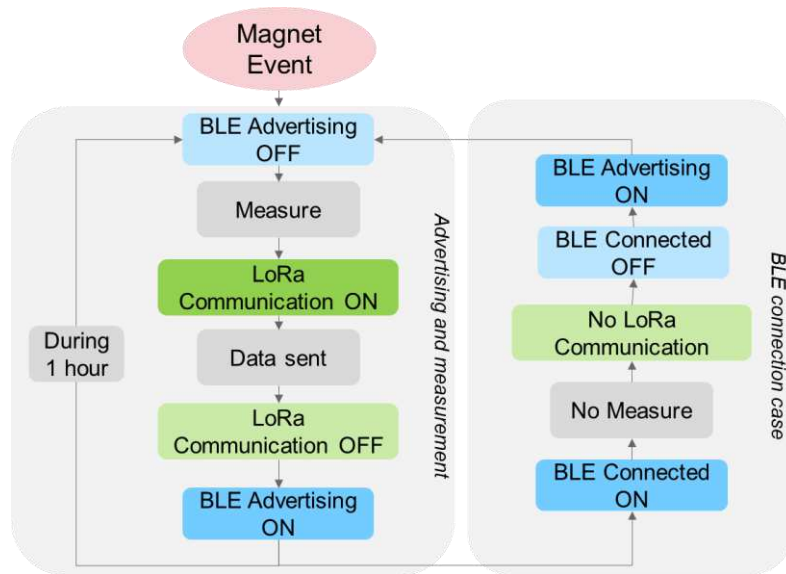 Magnet
Event
BLE Advertising
OFF
Measure
LoRa
Communication ON
Data sent
LoRa
Communication OFF
BLE Advertising
ON
During
1 hour
Advertising and measurement
BLE Advertising
ON
BLE Connected
OFF
No LoRa
Communication
No Measure
BLE Connected
ON
BLE connection case